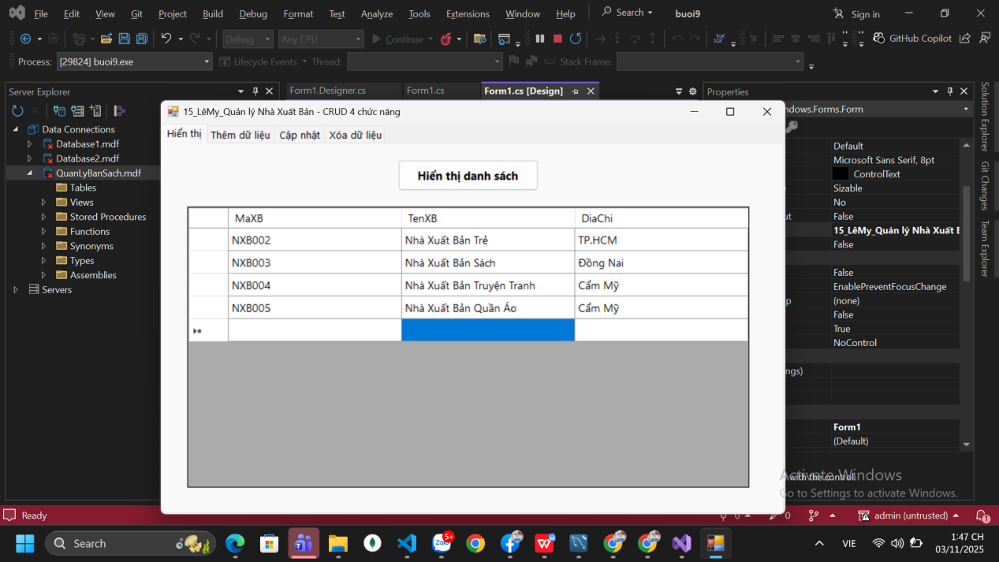 File Edit View Git Project Build Debug Format Test Analyze Tools Extensions Window Help Search buoi9 Sign in
Debug Any CPU Continue GitHub Copilot
Process: [29824] buoi9.exe Lifecycle Events Thread: Stack Frame:
Server Explorer
Form1.Designer.cs Form1.cs Form1.cs [Design]
Properties
Data Connections
Database1.mdf
Database2.mdf
QuanLyBanSach.mdf
Tables
Views
Stored Procedures
Functions
Synonyms
Types
Assemblies
Servers
15_LêMy_Quản lý Nhà Xuất Bản - CRUD 4 chức năng
Hiển thị Thêm dữ liệu Cập nhật Xóa dữ liệu
Hiển thị danh sách
MaXB TenXB DiaChi
NXB002 Nhà Xuất Bản Trẻ TP.HCM
NXB003 Nhà Xuất Bản Sách Đồng Nai
NXB004 Nhà Xuất Bản Truyện Tranh Cẩm Mỹ
NXB005 Nhà Xuất Bản Quần Áo Cẩm Mỹ
ndows.Forms.Form
Default
Microsoft Sans Serif, 8pt
ControlText
Sizable
No
False
15_LêMy_Quản lý Nhà Xuất
False
False
EnablePreventFocusChange
(none)
False
True
NoControl
ngs)
Form1
(Default)
with the control.
Solution Explorer
Git Changes
Team Explorer
Activate Windows
Go to Settings to activate Windows.
Ready 0 0 admin (untrusted) 1
Search Zalo 5+ VIE 1:47 CH
03/11/2025